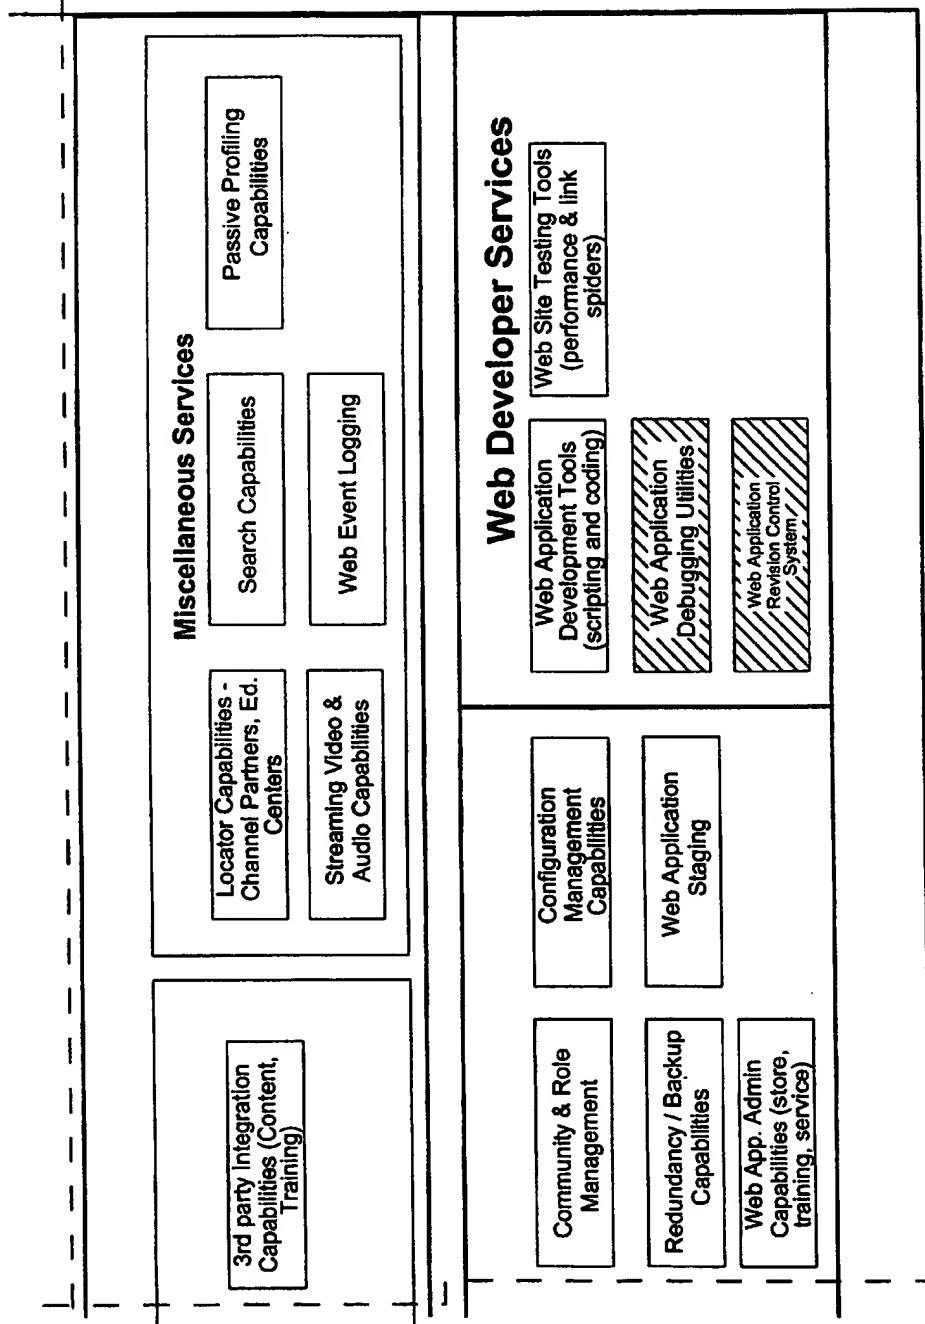 3rd party Integration
Capabilities (Content,
Training)
Miscellaneous Services
Locator Capabilities -
Channel Partners, Ed.
Centers
Search Capabilities
Passive Profiling
Capabilities
Streaming Video &
Audio Capabilities
Web Event Logging
Community & Role
Management
Configuration
Management
Capabilities
Redundancy / Backup
Capabilities
Web Application
Staging
Web App. Admin
Capabilities (store,
training, service)
Web Developer Services
Web Application
Development Tools
(scripting and coding)
Web Site Testing Tools
(performance & link
spiders)
Web Application
Debugging Utilities
Web Application
Revision Control
System